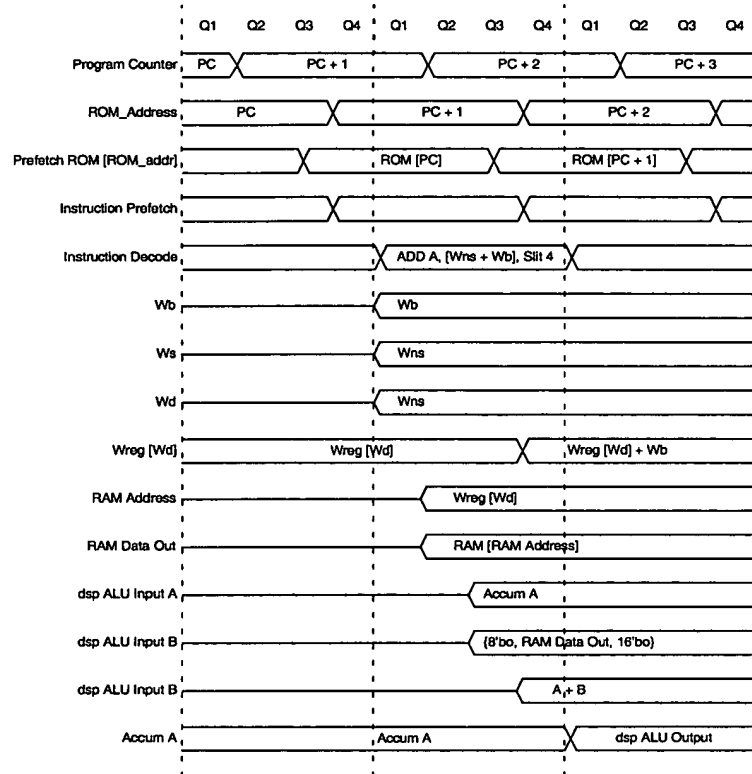 Q1 Q2 Q3 Q4 Q1 Q2 Q3 Q4 Q1 Q2 Q3 Q4
Program Counter PC PC + 1 PC + 2 PC + 3
ROM_Address PC PC + 1 PC + 2
Prefetch ROM [ROM_addr] ROM [PC] ROM [PC + 1]
Instruction Prefetch
Instruction Decode ADD A, [Wns + Wb], Slit 4
Wb Wb
Ws Wns
Wd Wns
Wreg [Wd] Wreg [Wd] Wreg [Wd] + Wb
RAM Address Wreg [Wd]
RAM Data Out RAM [RAM Address]
dsp ALU Input A Accum A
dsp ALU Input B {8'bo, RAM Data Out, 16'bo}
dsp ALU Input B A + B
Accum A Accum A dsp ALU Output